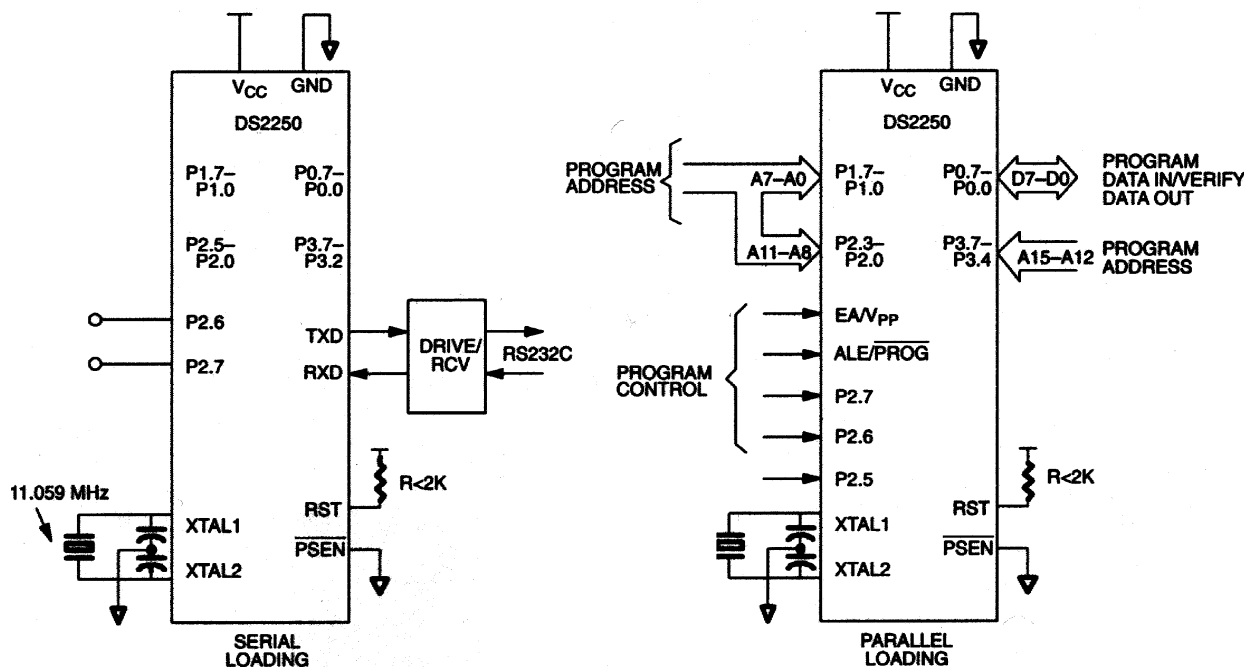 VCC
GND
DS2250
P1.7–
P1.0
P0.7–
P0.0
P2.5–
P2.0
P3.7–
P3.2
P2.6
P2.7
TXD
RXD
DRIVE/
RCV
RS232C
11.059 MHz
XTAL1
XTAL2
RST
PSEN
R<2K
SERIAL
LOADING
VCC
GND
DS2250
PROGRAM
ADDRESS
A7–A0
P1.7–
P1.0
P0.7–
P0.0
D7–D0
PROGRAM
DATA IN/VERIFY
DATA OUT
A11–A8
P2.3–
P2.0
P3.7–
P3.4
A15–A12
PROGRAM
ADDRESS
PROGRAM
CONTROL
EA/VPP
ALE/PROG
P2.7
P2.6
P2.5
XTAL1
XTAL2
RST
PSEN
R<2K
PARALLEL
LOADING